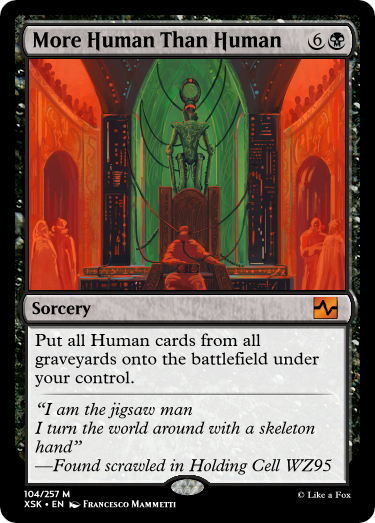 More Human Than Human 6
Sorcery
Put all Human cards from all
graveyards onto the battlefield under
your control.
“I am the jigsaw man
I turn the world around with a skeleton
hand”
—Found scrawled in Holding Cell WZ95
104/257 M
XSK • EN Francesco Mammetti
© Like a Fox